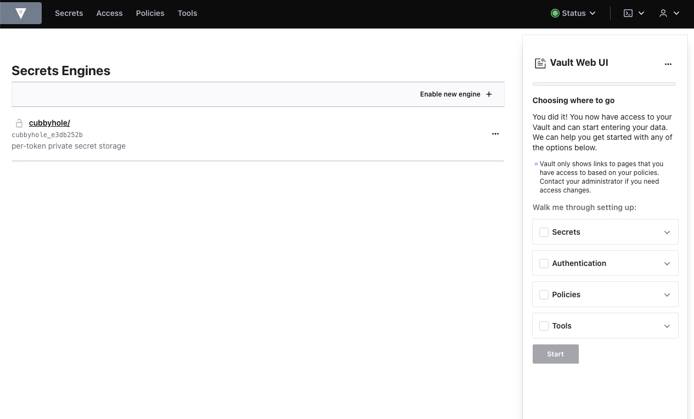 Secrets Access Policies Tools Status
Secrets Engines
Enable new engine +
cubbyhole/
cubbyhole_e3db252b
per-token private secret storage
Vault Web UI
Choosing where to go
You did it! You now have access to your
Vault and can start entering your data.
We can help you get started with any of
the options below.
Vault only shows links to pages that you
have access to based on your policies.
Contact your administrator if you need
access changes.
Walk me through setting up:
Secrets
Authentication
Policies
Tools
Start